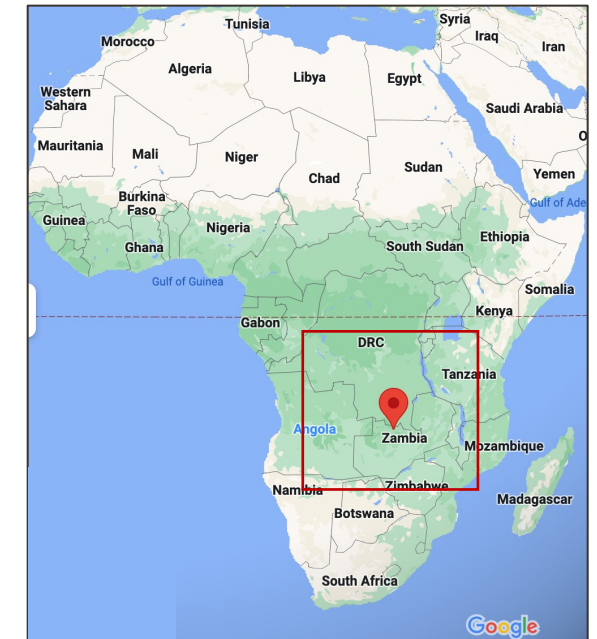 Tunisia
Syria
Morocco
Iraq
Iran
Algeria
Libya
Egypt
Western
Sahara
Saudi Arabia
O
Mauritania
Mali
Niger
Chad
Sudan
Yemen
Burkina
Faso
Gulf of Ade
Guinea
Nigeria
Ethiopia
Ghana
South Sudan
Gulf of Guinea
Somalia
Kenya
Gabon
DRC
Tanzania
Angola
Zambia
Mozambique
Namibia
Zimbabwe
Madagascar
Botswana
South Africa
Google